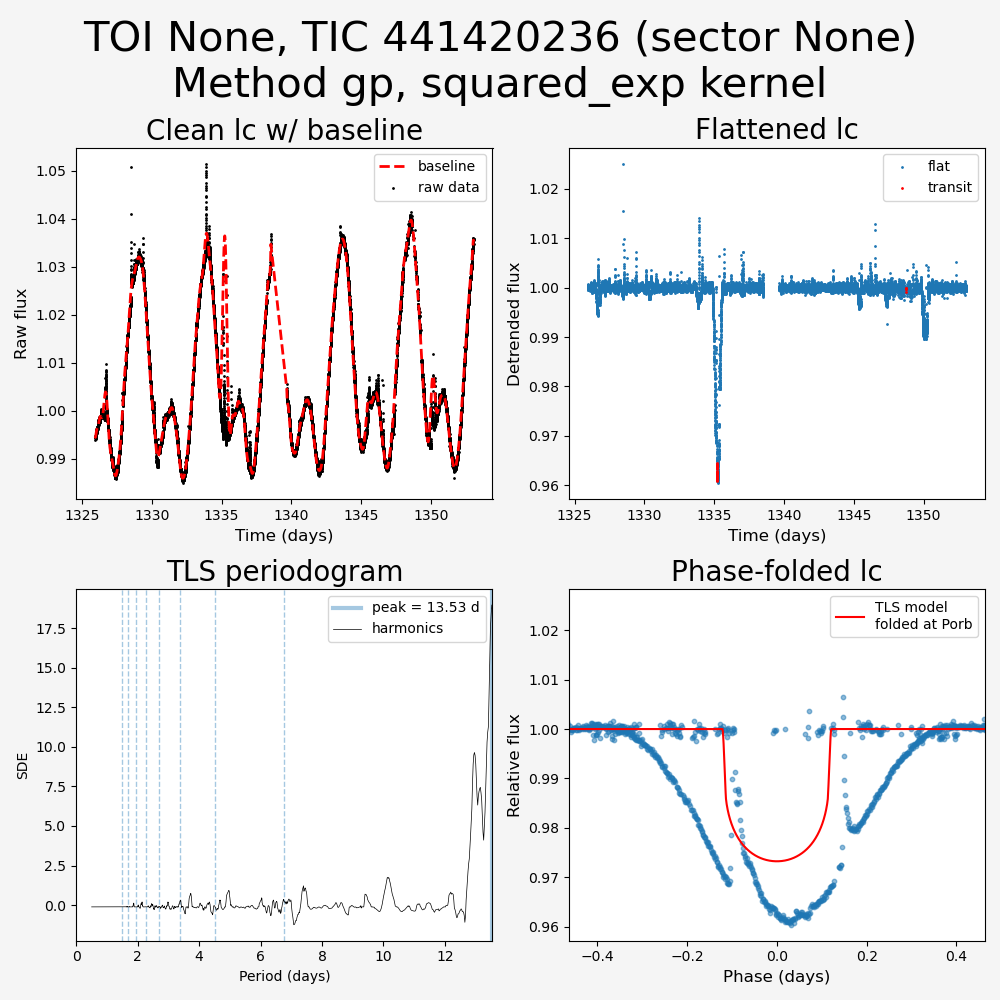 TOI None, TIC 441420236 (sector None)
Method gp, squared_exp kernel
Clean lc w/ baseline
Raw flux
1.05
1.04
1.03
1.02
1.01
1.00
0.99
baseline
raw data
1325
1330
1335
1340
1345
1350
Time (days)
Flattened lc
Detrended flux
1.02
1.01
1.00
0.99
0.98
0.97
0.96
flat
transit
1325
1330
1335
1340
1345
1350
Time (days)
TLS periodogram
SDE
17.5
15.0
12.5
10.0
7.5
5.0
2.5
0.0
peak = 13.53 d
harmonics
0
2
4
6
8
10
12
Period (days)
Phase-folded lc
Relative flux
1.02
1.01
1.00
0.99
0.98
0.97
0.96
TLS model
folded at Porb
−0.4
−0.2
0.0
0.2
0.4
Phase (days)